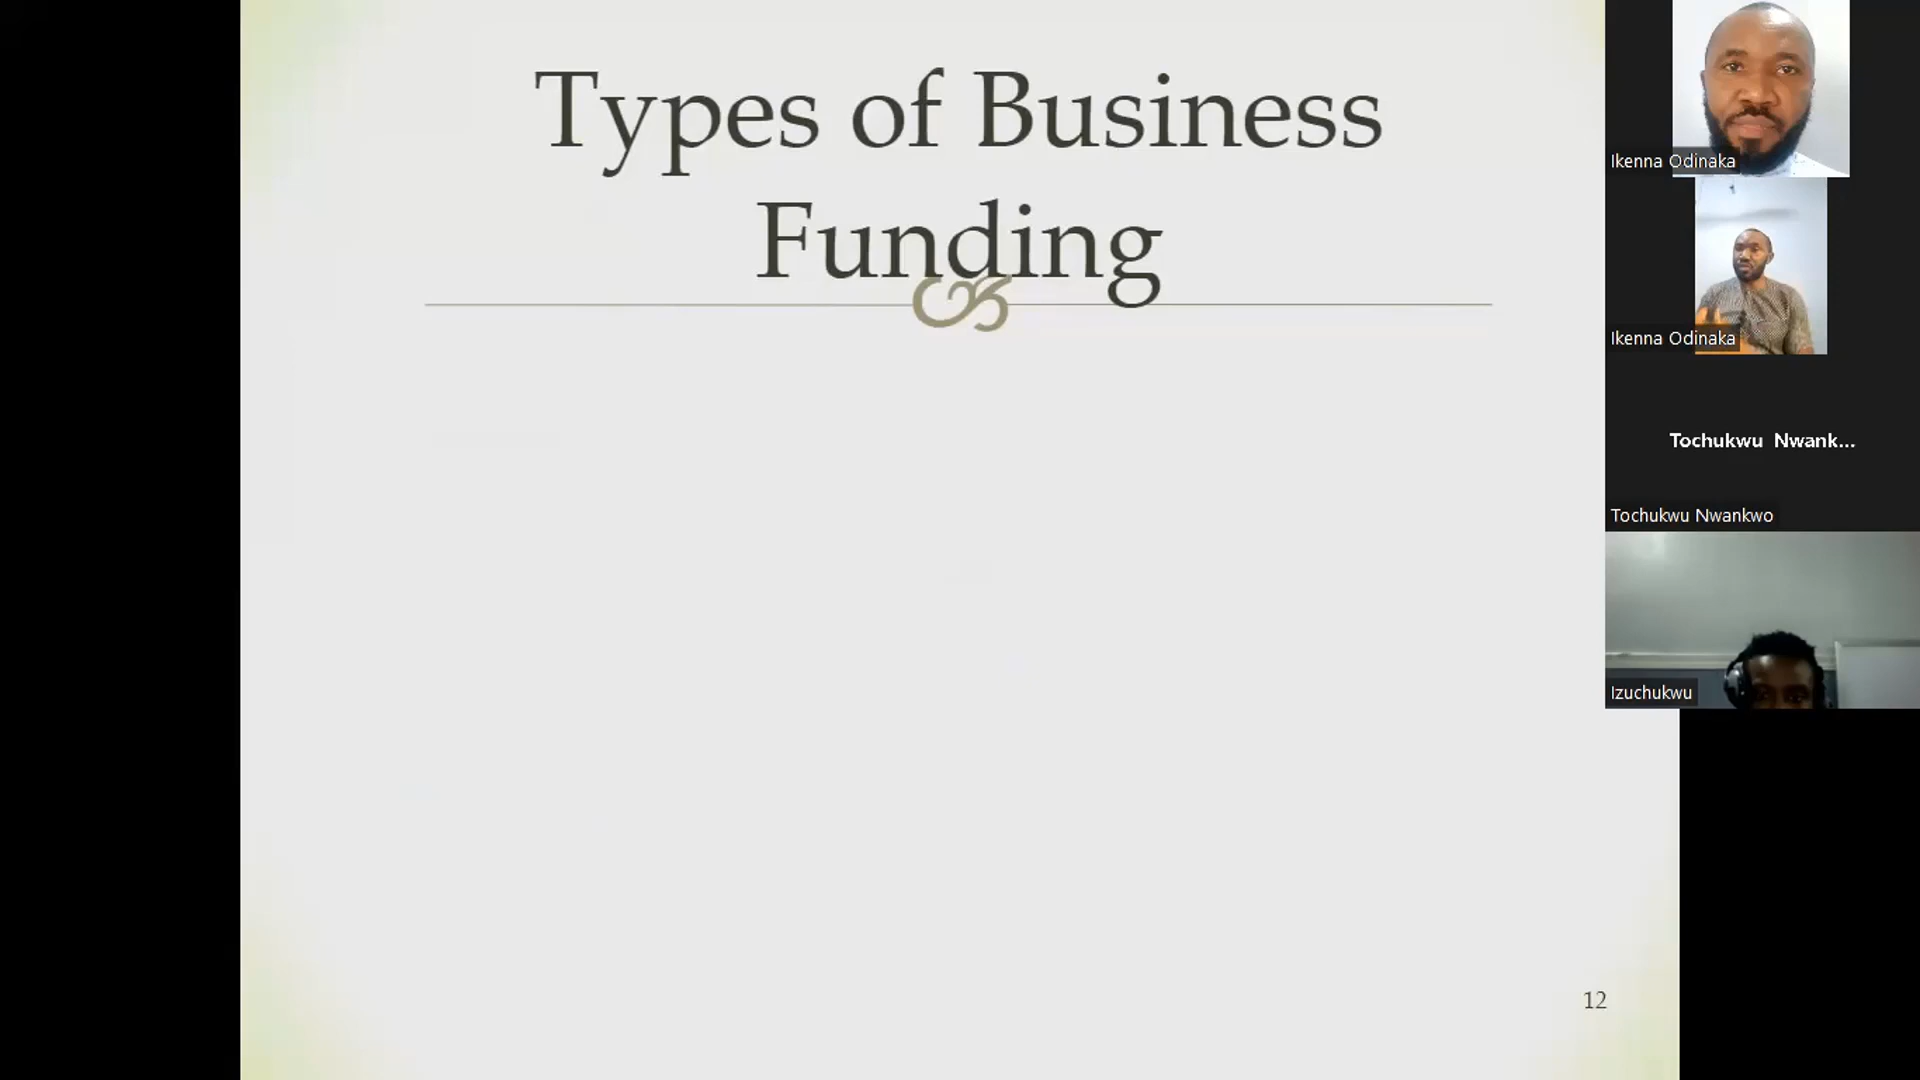 Types of Business
Funding
12
Ikenna Odinaka
Ikenna Odinaka
Tochukwu Nwank...
Tochukwu Nwankwo
Izuchukwu